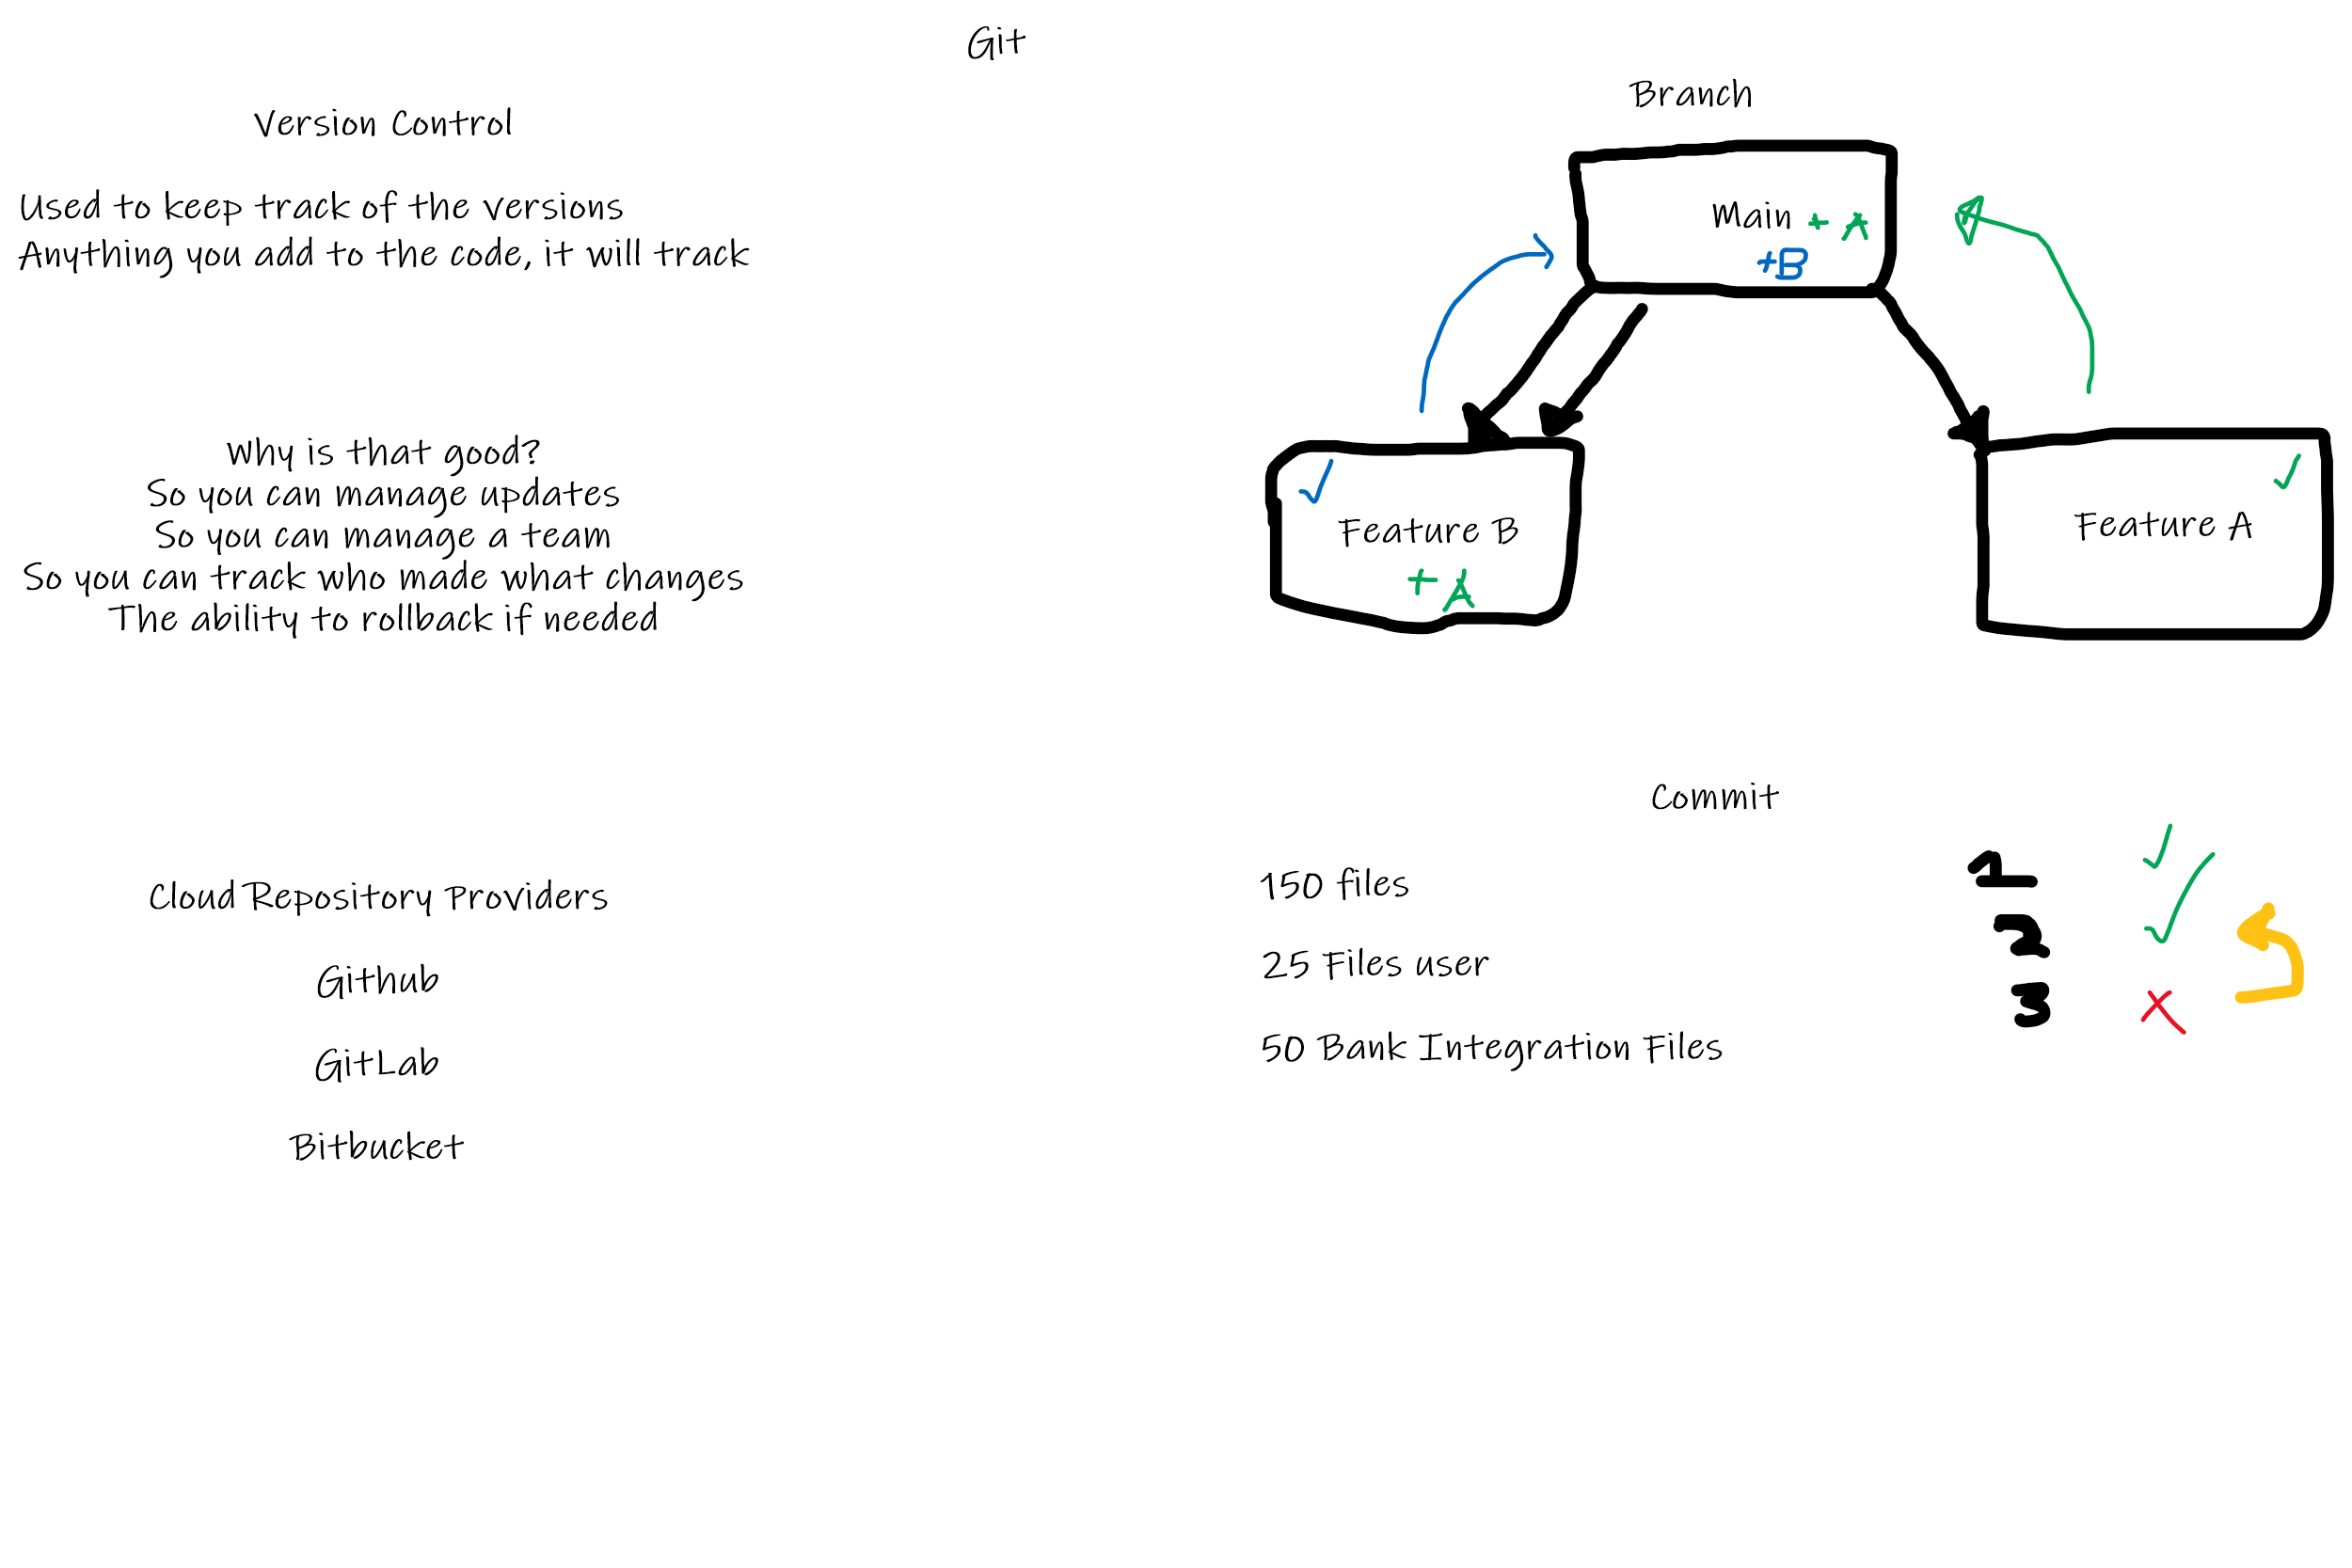 Git
Version Control
Used to keep track of the versions
Anything you add to the code, it will track
Why is that good?
So you can manage updates
So you can manage a team
So you can track who made what changes
The ability to rollback if needed
Cloud Repository Providers
Github
GitLab
Bitbucket
Branch
Main + A
+B
Feature B
+ A
Feature A
Commit
150 files
25 Files user
50 Bank Integration Files
1
2
3